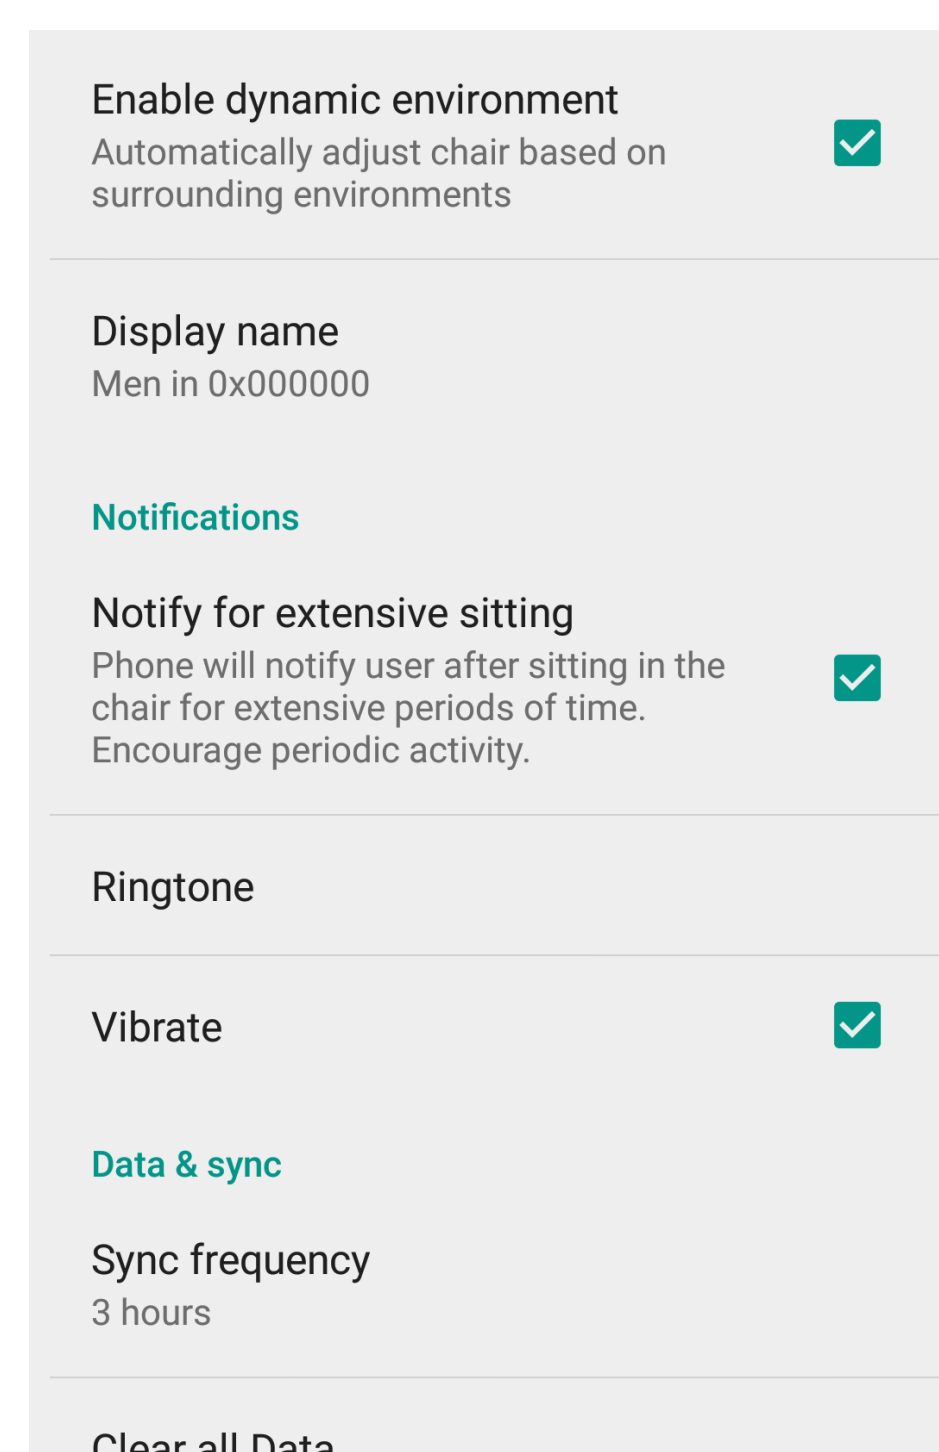 Enable dynamic environment
Automatically adjust chair based on
surrounding environments
Display name
Men in 0x000000
Notifications
Notify for extensive sitting
Phone will notify user after sitting in the
chair for extensive periods of time.
Encourage periodic activity.
Ringtone
Vibrate
Data & sync
Sync frequency
3 hours
Clear all Data